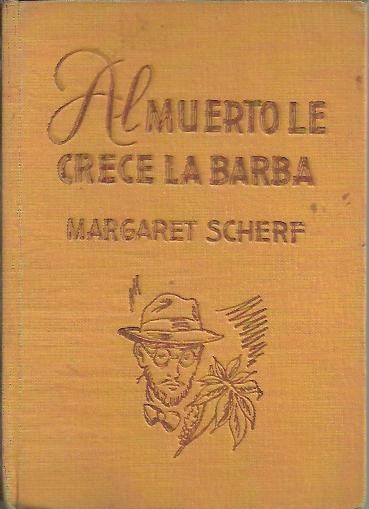 Al MUERTO LE
CRECE LA BARBA
MARGARET SCHERF